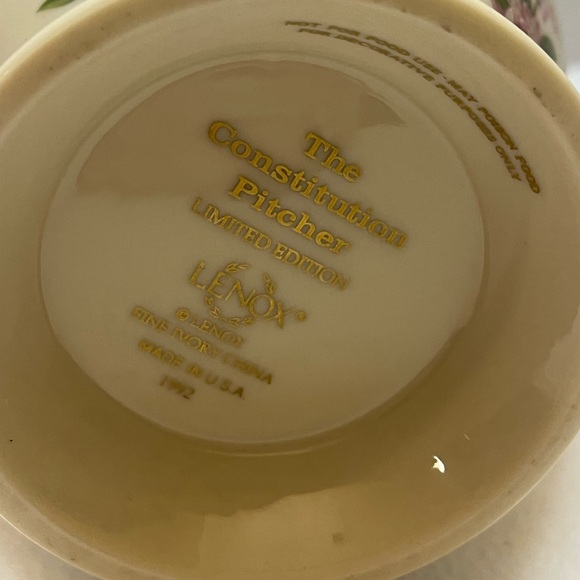 NOT FOR FOOD USE-MAY POISON FOOD
FOR DECORATIVE PURPOSES ONLY
The
Constitution
Pitcher
LIMITED EDITION
LENOX®
© LENOX
FINE IVORY CHINA
MADE IN U.S.A.
1992